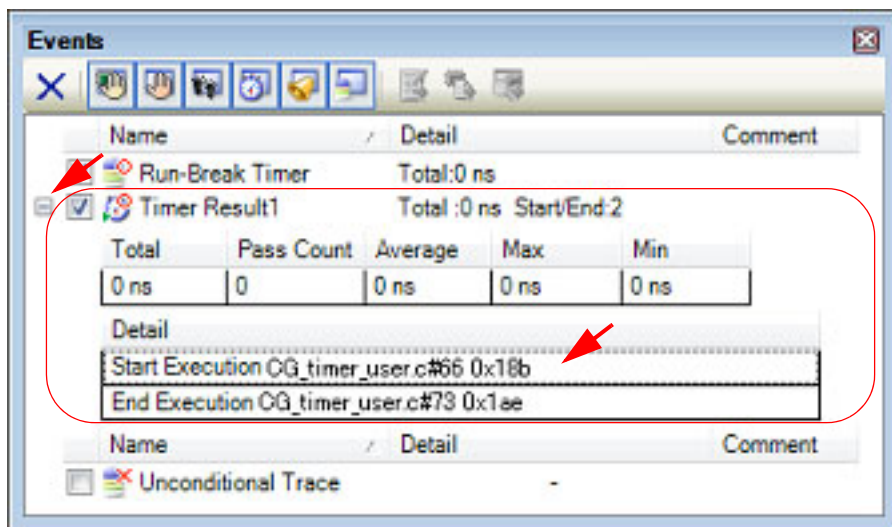 Events
Name / Detail Comment
Run-Break Timer Total:0 ns
Timer Result1 Total :0 ns Start/End:2
Total Pass Count Average Max Min
0 ns 0 0 ns 0 ns 0 ns
Detail
Start Execution CG_timer_user.c#66 0x18b
End Execution CG_timer_user.c#73 0x1ae
Name / Detail Comment
Unconditional Trace -